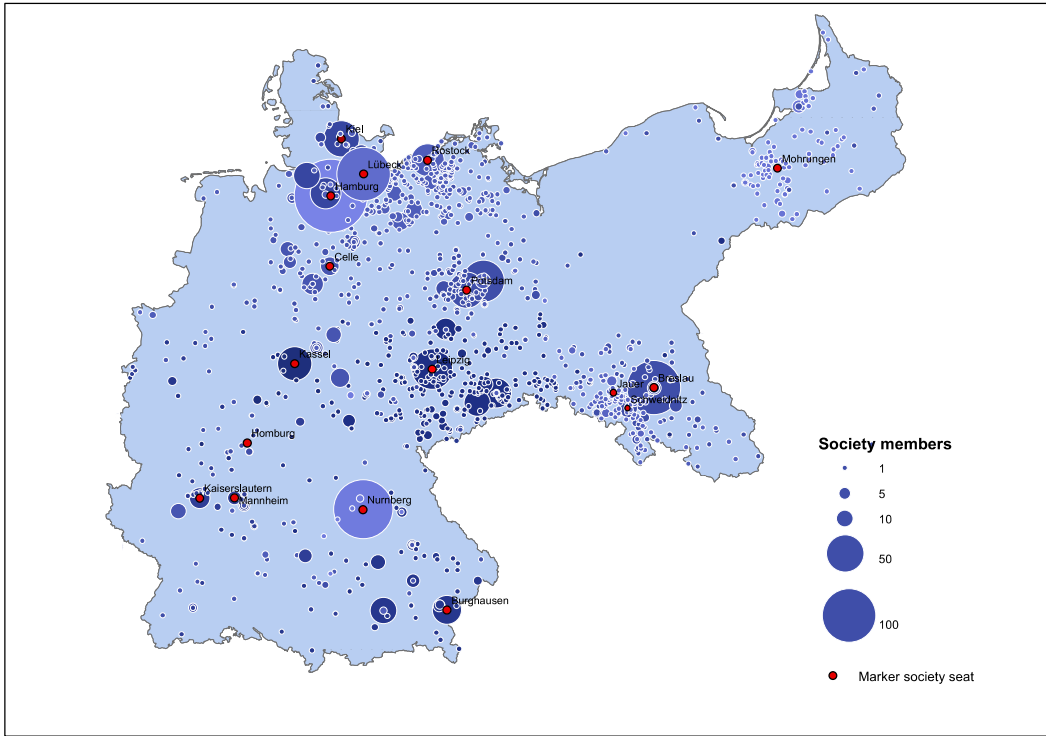 Kiel
Rostock
Lübeck
Mohrungen
Hamburg
Celle
Potsdam
Kassel
Leipzig
Breslau
Jauer
Schweidnitz
Homburg
Kaiserslautern
Mannheim
Nurnberg
Burghausen
Society members
1
5
10
50
100
Marker society seat